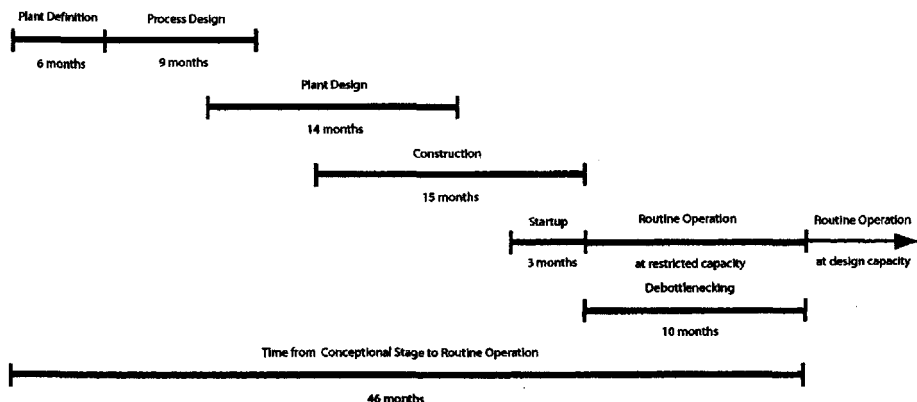 Plant Definition Process Design
6 months 9 months
Plant Design
14 months
Construction
15 months
Startup Routine Operation Routine Operation
3 months at restricted capacity at design capacity
Debottlenecking
10 months
Time from Conceptional Stage to Routine Operation
46 months